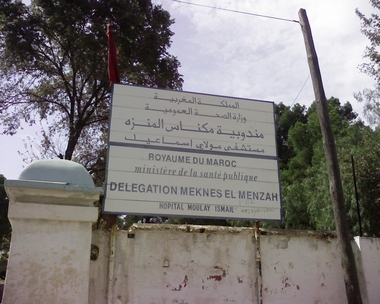 المملكة المغربية
وزارة الصحة العمومية
مندوبية مكناس المنزه
مستشفى مولاي إسماعيل
ROYAUME DU MAROC
ministère de la santé publique
DELEGATION MEKNES EL MENZAH
HOPITAL MOULAY ISMAIL